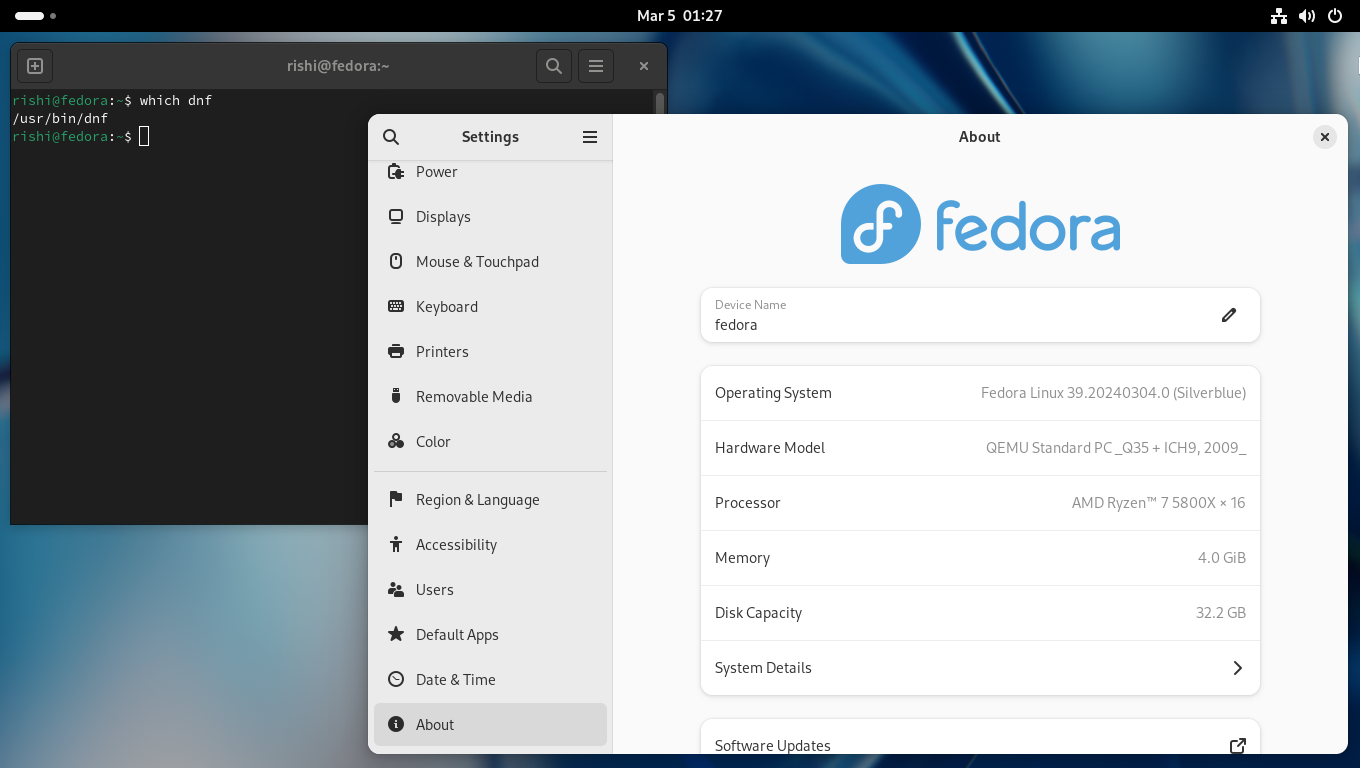 Mar 5 01:27
rishi@fedora:~
rishi@fedora:~$ which dnf
/usr/bin/dnf
rishi@fedora:~$
Settings
Power
Displays
Mouse & Touchpad
Keyboard
Printers
Removable Media
Color
Region & Language
Accessibility
Users
Default Apps
Date & Time
About
About
fedora
Device Name
fedora
Operating System Fedora Linux 39.20240304.0 (Silverblue)
Hardware Model QEMU Standard PC _Q35 + ICH9, 2009_
Processor AMD Ryzen™ 7 5800X × 16
Memory 4.0 GiB
Disk Capacity 32.2 GB
System Details
Software Updates